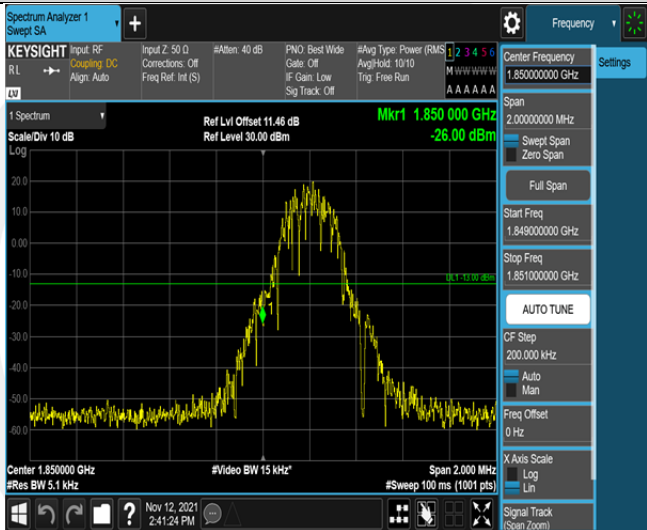 Spectrum Analyzer 1
Swept SA
Frequency
KEYSIGHT
RL
LXI
Input: RF
Coupling: DC
Align: Auto
Input Z: 50 Ω
Corrections: Off
Freq Ref: Int (S)
#Atten: 40 dB
PNO: Best Wide
Gate: Off
IF Gain: Low
Sig Track: Off
#Avg Type: Power (RMS
Avg|Hold: 10/10
Trig: Free Run
1 2 3 4 5 6
M W W W W W
A A A A A A
1 Spectrum
Scale/Div 10 dB
Log
Ref Lvl Offset 11.46 dB
Ref Level 30.00 dBm
Mkr1 1.850 000 GHz
-26.00 dBm
20.0
10.0
0.00
-10.0
-20.0
-30.0
-40.0
-50.0
-60.0
DL1 -13.00 dBm
1
Center 1.850000 GHz
#Res BW 5.1 kHz
#Video BW 15 kHz*
Span 2.000 MHz
#Sweep 100 ms (1001 pts)
Nov 12, 2021
2:41:24 PM
Center Frequency
1.850000000 GHz
Settings
Span
2.00000000 MHz
Swept Span
Zero Span
Full Span
Start Freq
1.849000000 GHz
Stop Freq
1.851000000 GHz
AUTO TUNE
CF Step
200.000 kHz
Auto
Man
Freq Offset
0 Hz
X Axis Scale
Log
Lin
Signal Track
(Span Zoom)